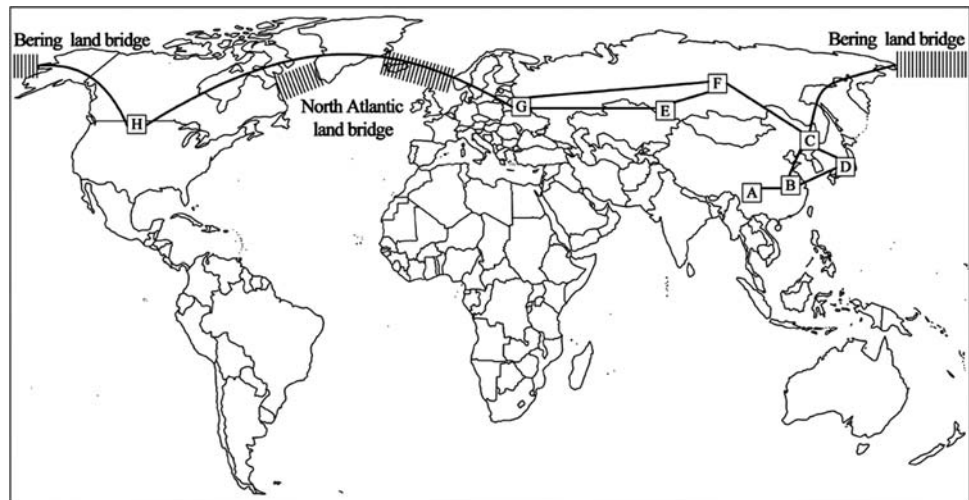 Bering land bridge
Bering land bridge
North Atlantic
land bridge
H
G
E
F
C
D
A
B